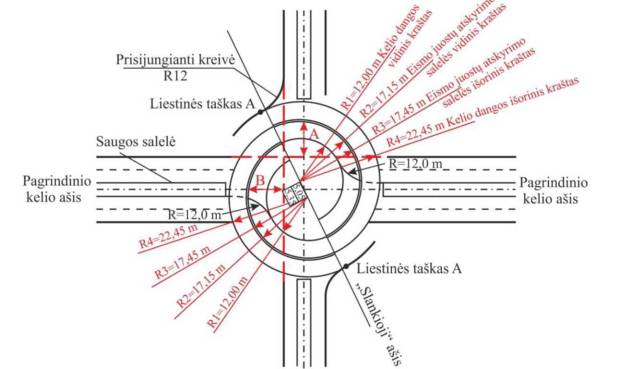 Prisijungianti kreivė
R12
Liestinės taškas A
Saugos salelė
Pagrindinio
kelio ašis
R1=12,00 m Kelio dangos
vidinis kraštas
R2=17,15 m Eismo juostų atskyrimo
salelės vidinis kraštas
R3=17,45 m Eismo juostų atskyrimo
salelės išorinis kraštas
R4=22,45 m Kelio dangos išorinis kraštas
A
R=12,0 m
B
R=12,0 m
Pagrindinio
kelio ašis
R4=22,45 m
R3=17,45 m
R2=17,15 m
R1=12,00 m
Liestinės taškas A
„Slankioji“ ašis